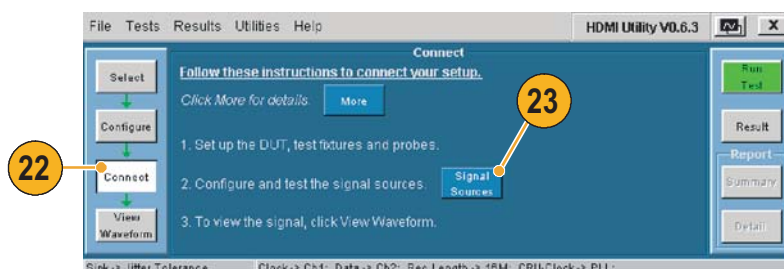 File Tests Results Utilities Help HDMI Utility V0.6.3 X
Connect
Select
Follow these instructions to connect your setup.
Run Test
Click More for details. More
23
Configure
Result
1. Set up the DUT, test fixtures and probes.
Report
22
Connect
2. Configure and test the signal sources. Signal Sources
Summary
View Waveform
3. To view the signal, click View Waveform.
Detail
Sink-> Jitter Tolerance Clock-> Ch1; Data-> Ch2; Rec Length-> 16M; CRU-Clock-> PLL;